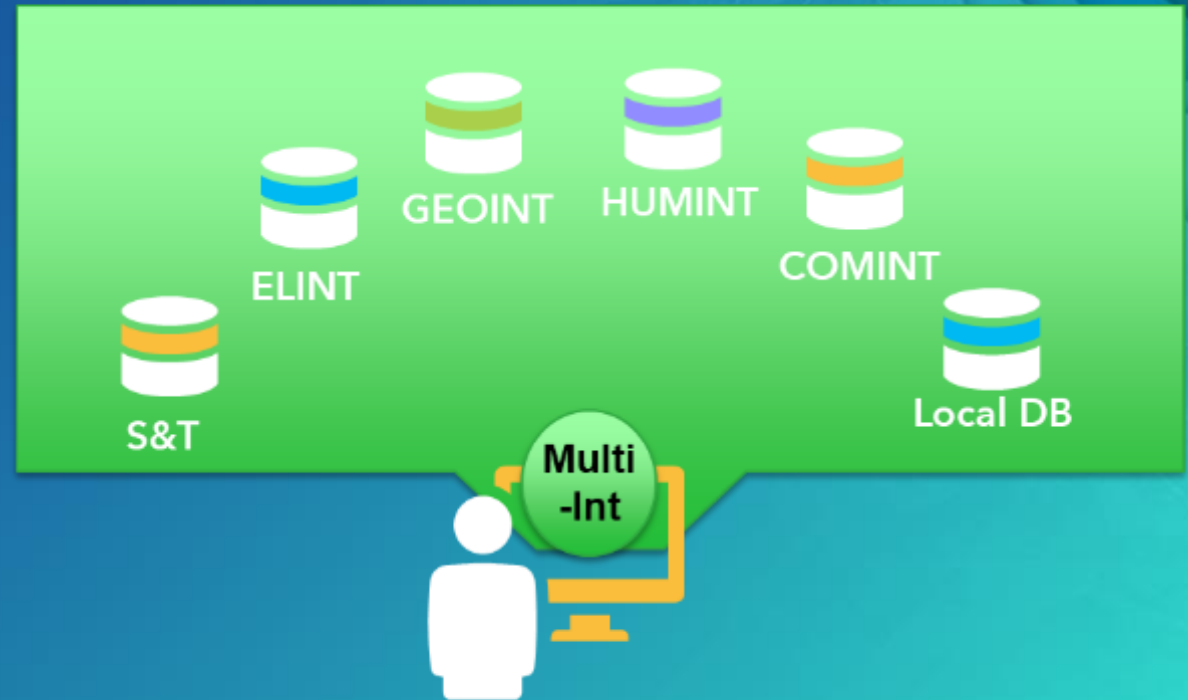 GEOINT
HUMINT
ELINT
COMINT
S&T
Local DB
Multi
-Int